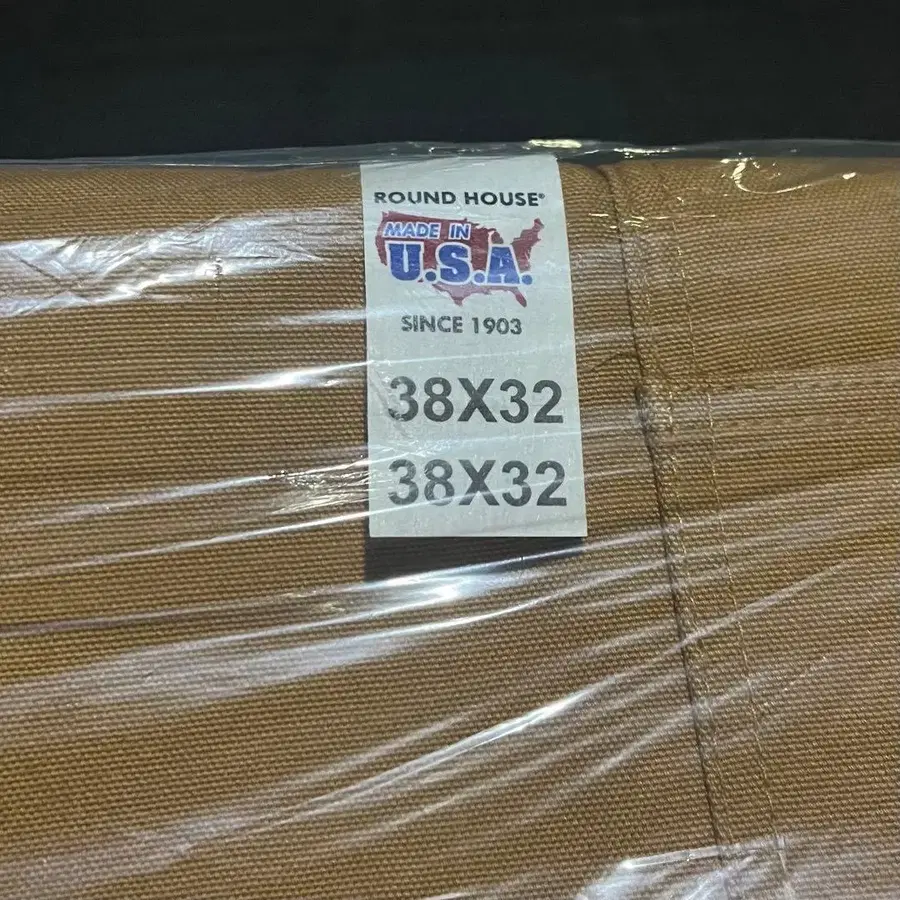 ROUND HOUSE®
MADE IN
U.S.A.
SINCE 1903
38X32
38X32